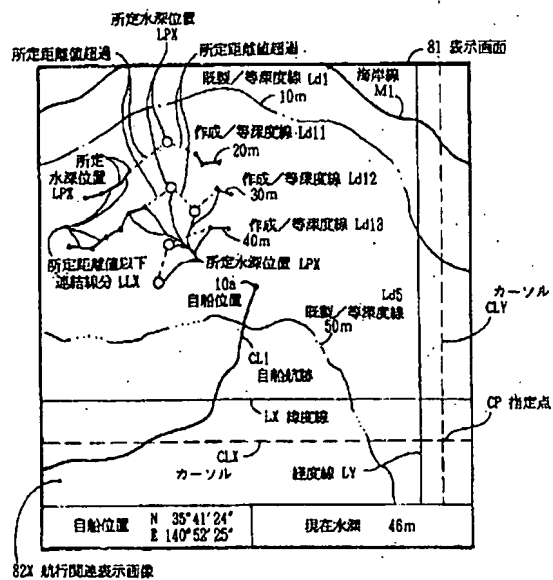 所定水深位置
LPX
所定距離値超過
所定距離値超過
81 表示画面
既製/等深度線 Ld1
10m
海岸線
M1
作成/等深度線 Ld11
20m
所定
水深位置
LPX
作成/等深度線 Ld12
30m
作成/等深度線 Ld13
40m
所定距離値以下
連結線分 LLX
所定水深位置 LPX
10a
自船位置
Ld5
既製/等深度線
50m
カーソル
CLY
CL1
自船航跡
LX 緯度線
CP 指定点
CLX
カーソル
経度線 LY
自船位置
N 35°41'24"
E 140°52'25"
現在水深 46m
82X 航行関連表示画像